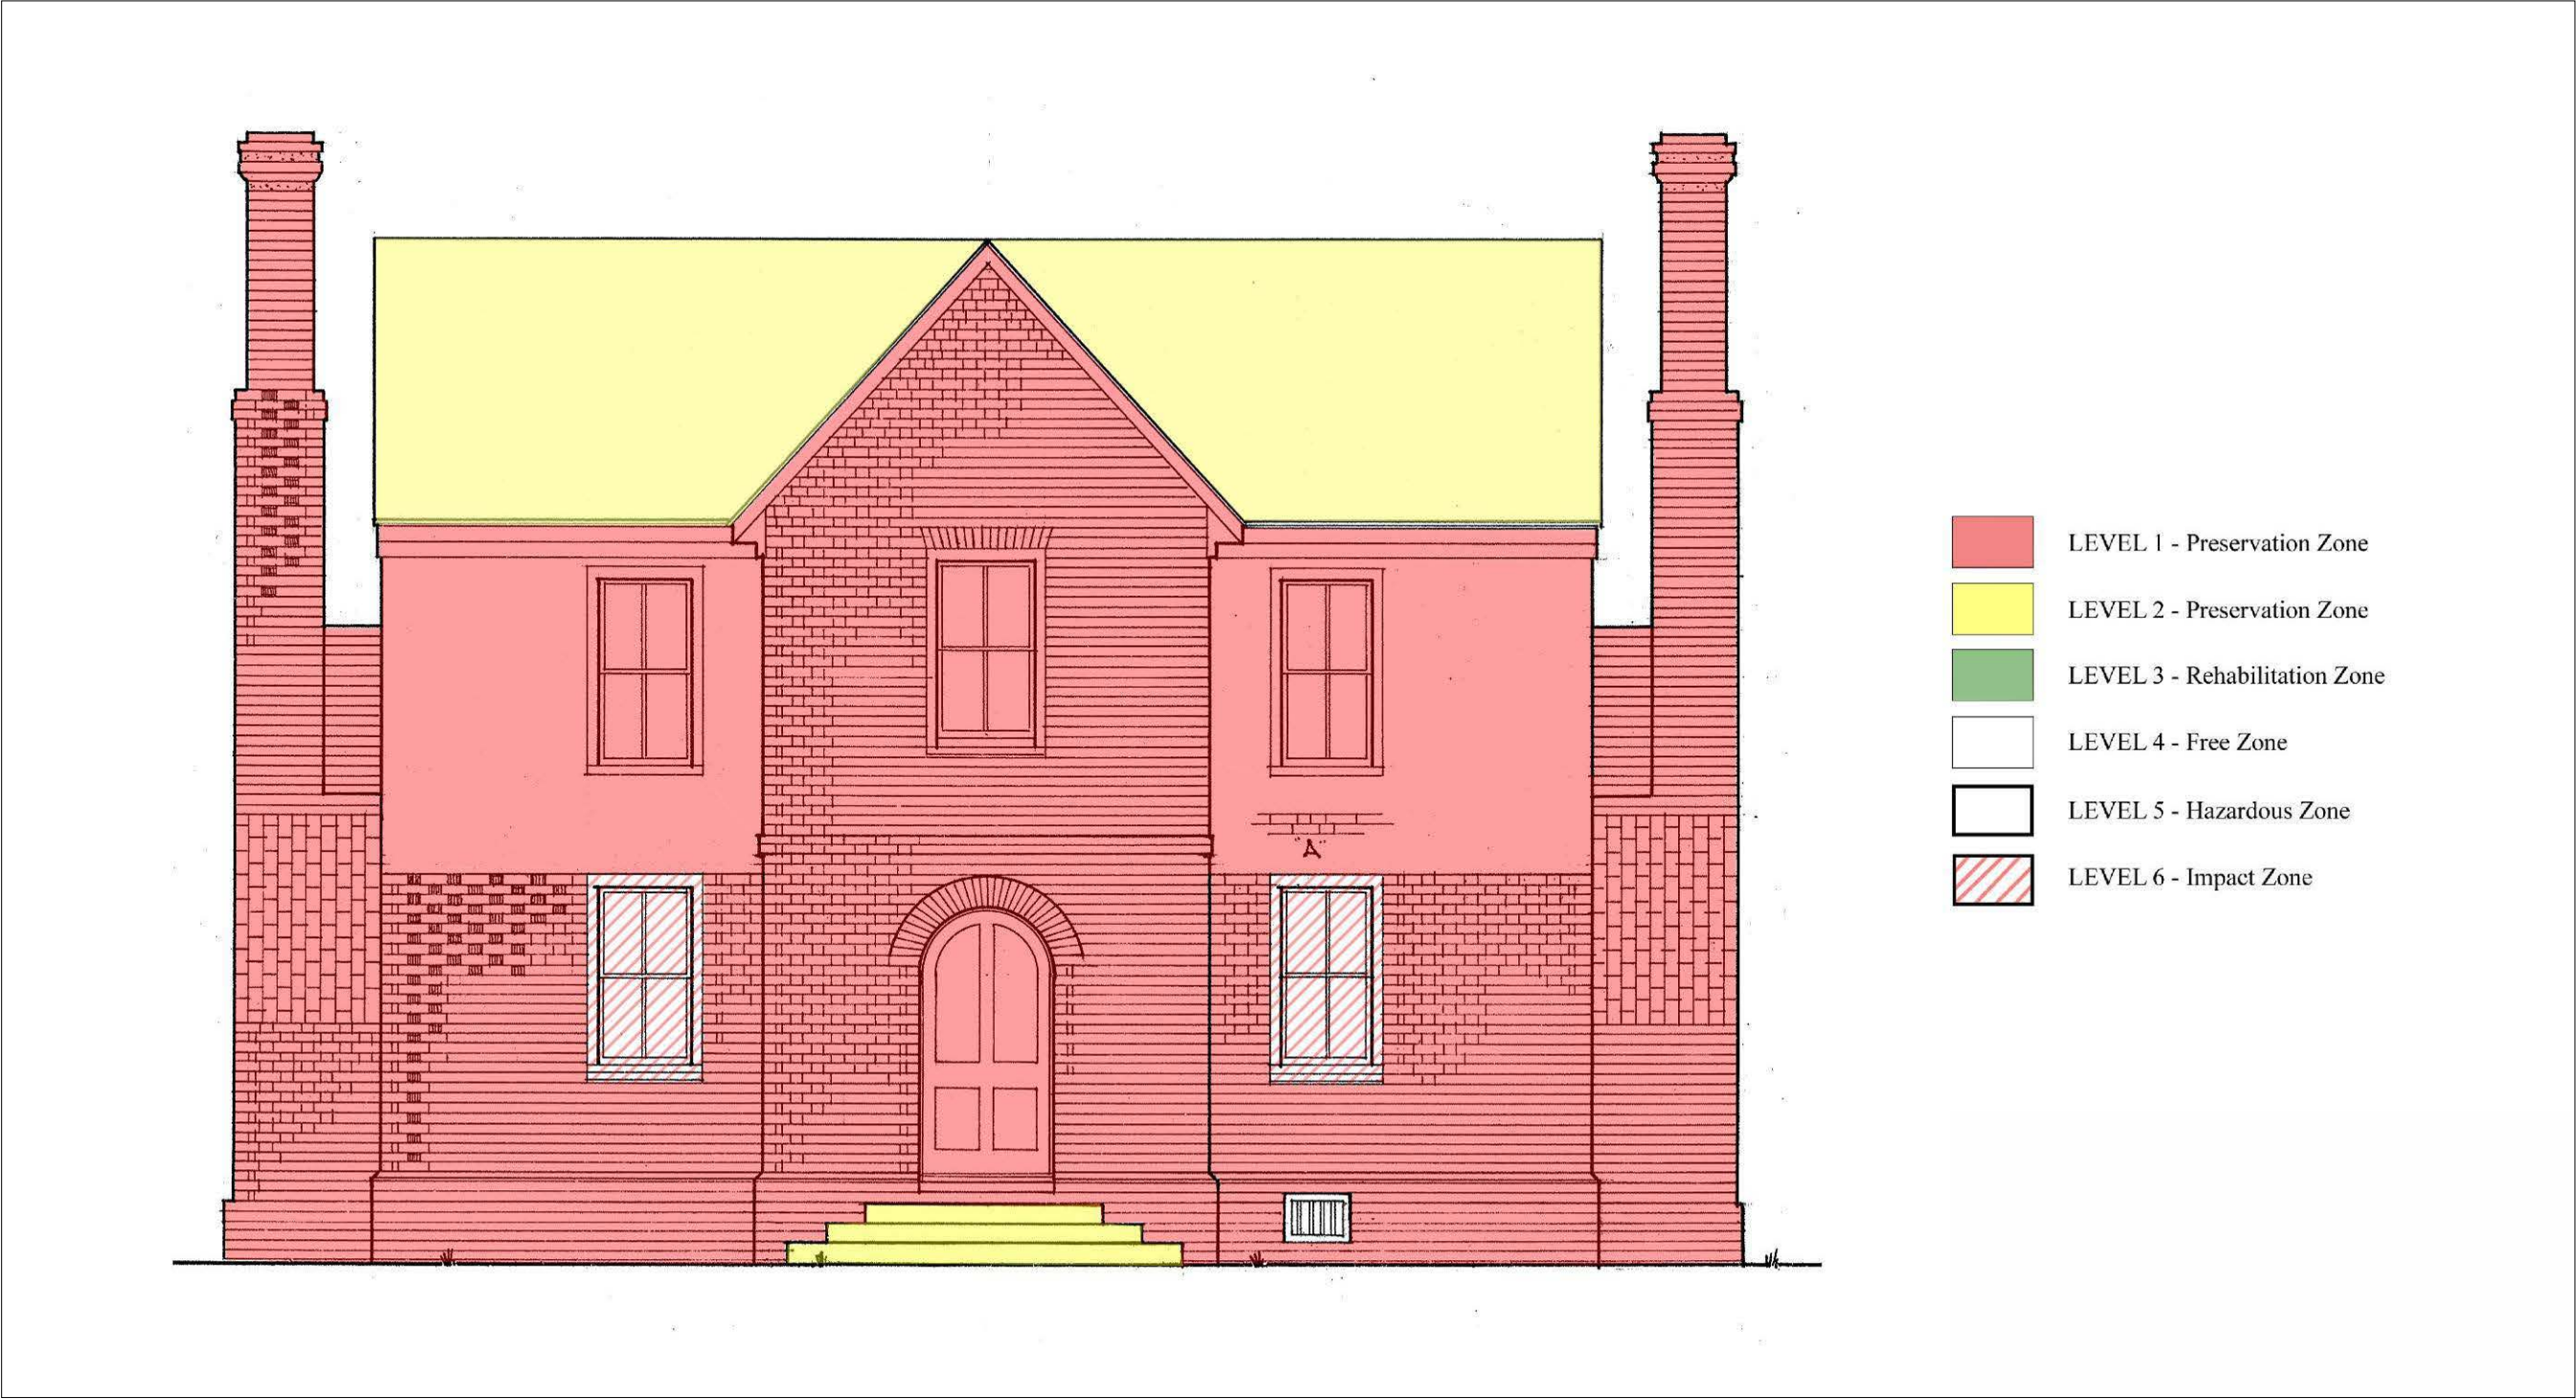 A
LEVEL 1 - Preservation Zone
LEVEL 2 - Preservation Zone
LEVEL 3 - Rehabilitation Zone
LEVEL 4 - Free Zone
LEVEL 5 - Hazardous Zone
LEVEL 6 - Impact Zone